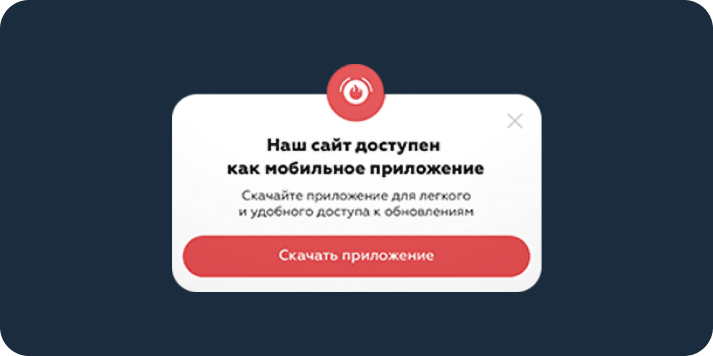 Наш сайт доступен
как мобильное приложение
Скачайте приложение для легкого
и удобного доступа к обновлениям
Скачать приложение